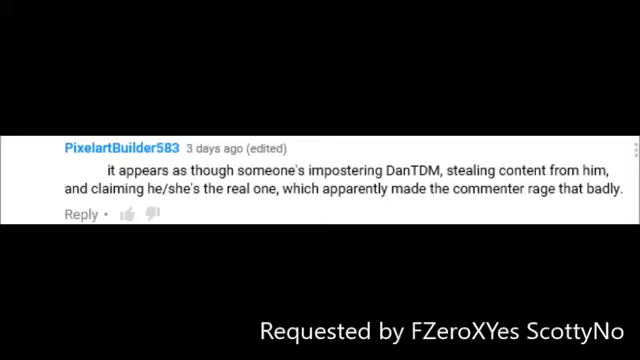 PixelartBuilder583 3 days ago (edited)
it appears as though someone's impostering DanTDM, stealing content from him,
and claiming he/she's the real one, which apparently made the commenter rage that badly.
Reply •
Requested by FZeroXYes ScottyNo